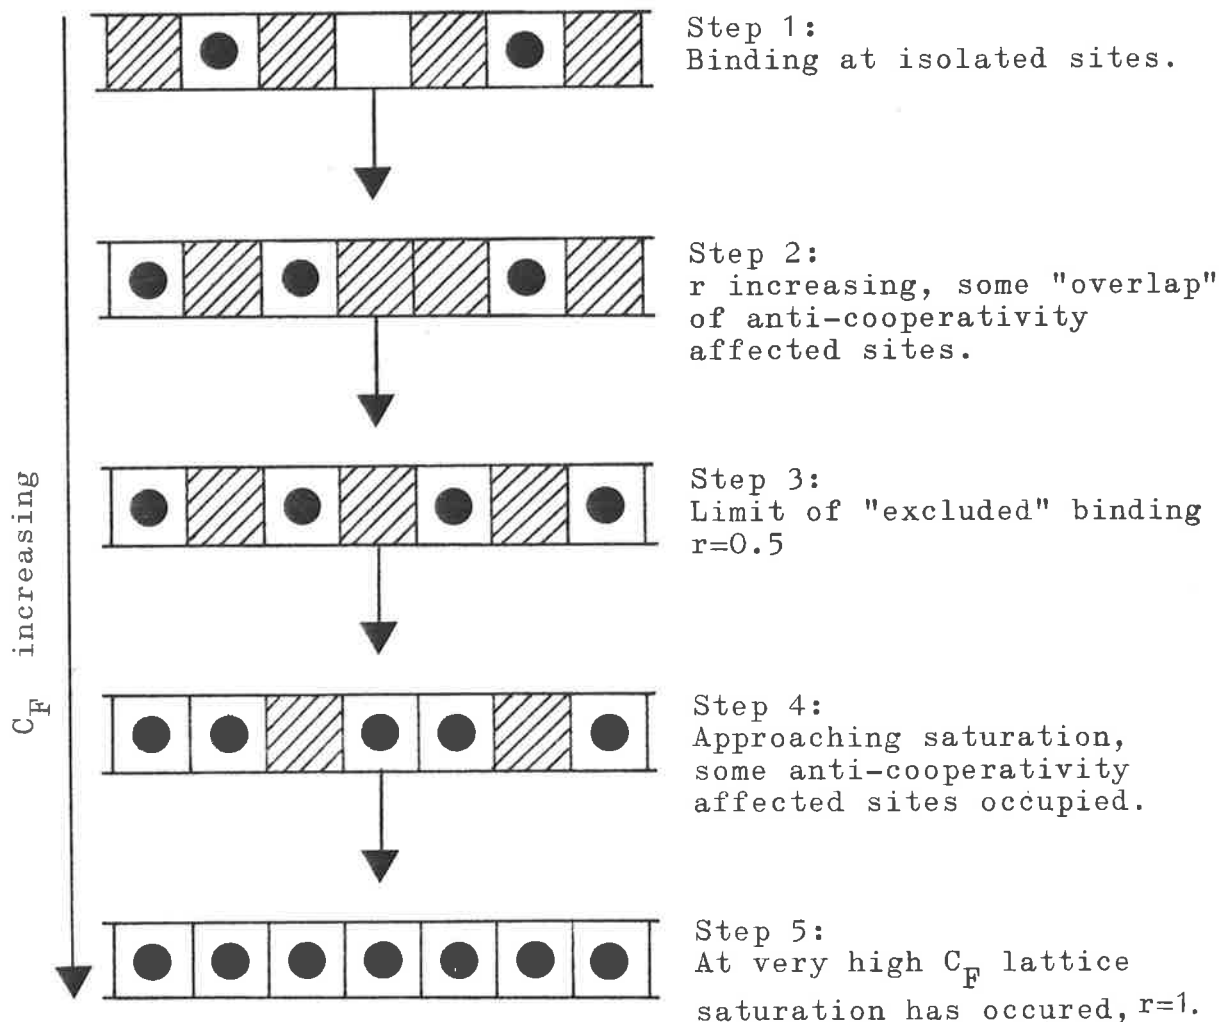 Step 1:
Binding at isolated sites.
Step 2:
r increasing, some "overlap"
of anti-cooperativity
affected sites.
Step 3:
Limit of "excluded" binding
r=0.5
Step 4:
Approaching saturation,
some anti-cooperativity
affected sites occupied.
Step 5:
At very high C_F lattice
saturation has occured, r=1.
C_F increasing